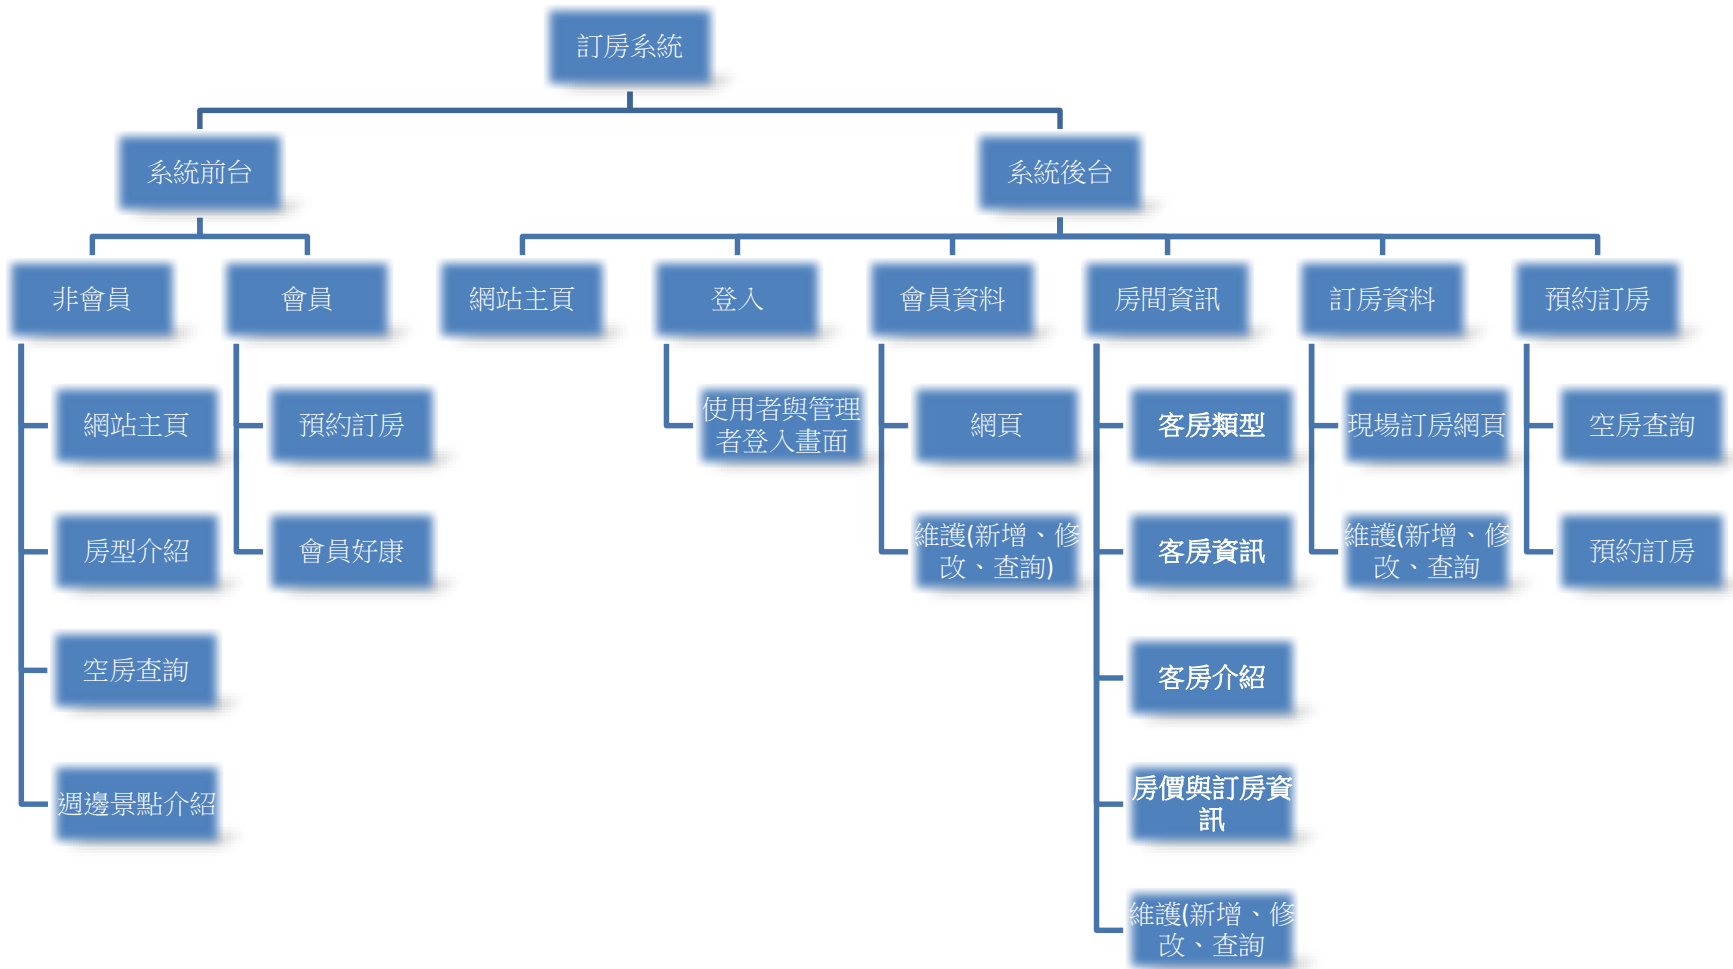 訂房系統
系統前台
系統後台
非會員
會員
網站主頁
登入
會員資料
房間資訊
訂房資料
預約訂房
網站主頁
預約訂房
使用者與管理
者登入畫面
網頁
客房類型
現場訂房網頁
空房查詢
房型介紹
會員好康
維護(新增、修
改、查詢)
客房資訊
維護(新增、修
改、查詢
預約訂房
空房查詢
客房介紹
週邊景點介紹
房價與訂房資
訊
維護(新增、修
改、查詢